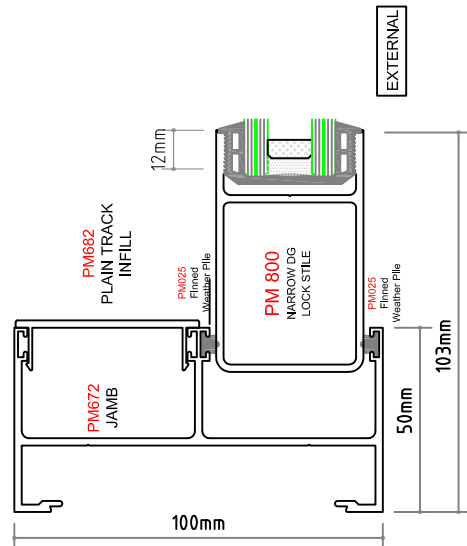 EXTERNAL
12mm
PM682
PLAIN TRACK
INFILL
PM025
Finned
Weather Pile
PM 800
NARROW DG
LOCK STILE
PM025
Finned
Weather Pile
PM672
JAMB
50mm
103mm
100mm